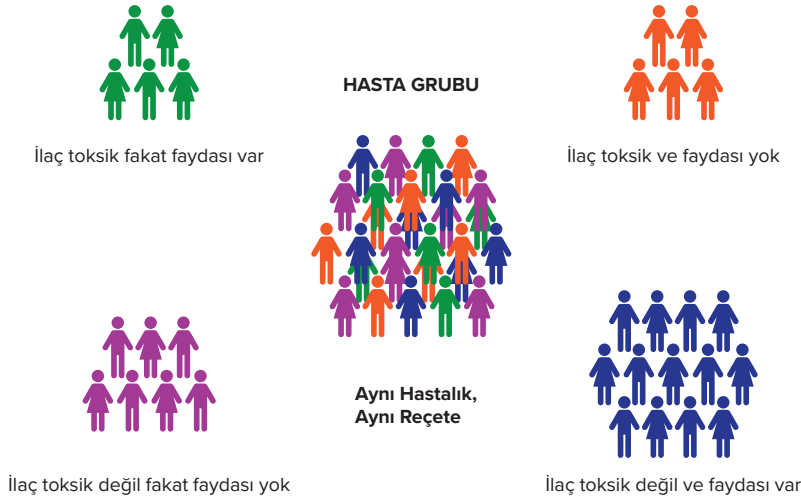 HASTA GRUBU
İlaç toksik fakat faydası var
İlaç toksik ve faydası yok
Aynı Hastalık,
Aynı Reçete
İlaç toksik değil fakat faydası yok
İlaç toksik değil ve faydası var